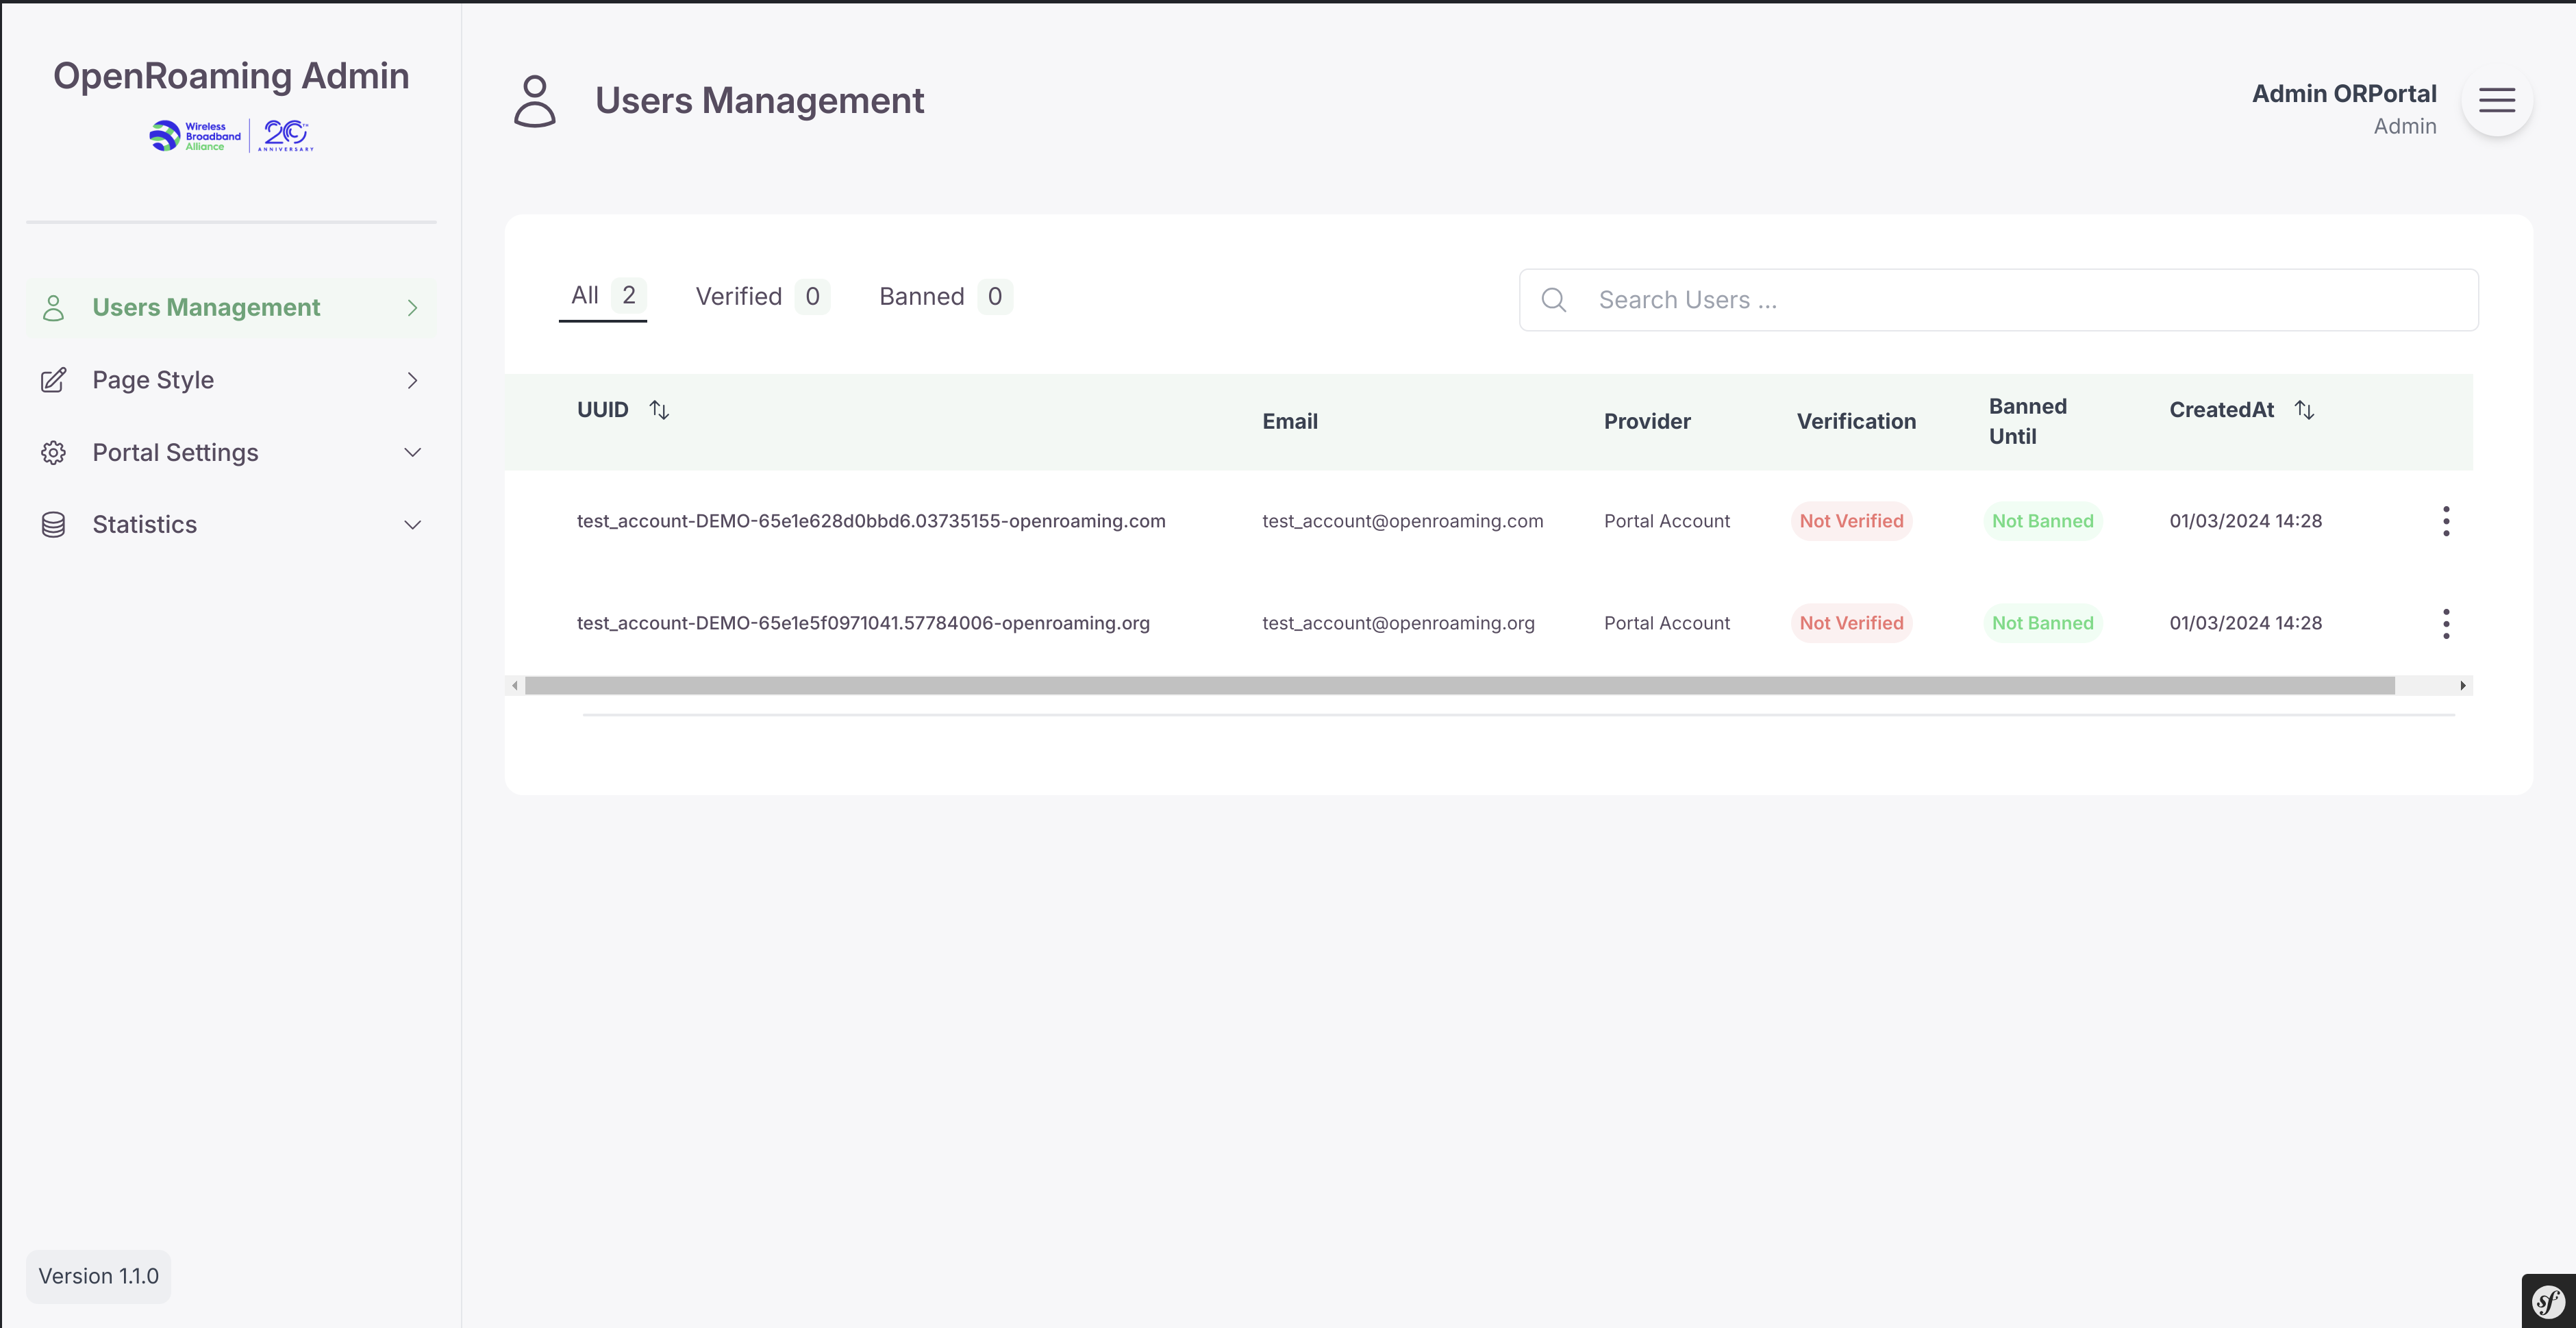 OpenRoaming Admin
Wireless
Broadband
Alliance
20
ANNIVERSARY
Users Management
Page Style
Portal Settings
Statistics
Version 1.1.0
Users Management
Admin ORPortal
Admin
All 2 Verified 0 Banned 0
Search Users ...
UUID Email Provider Verification Banned Until CreatedAt
test_account-DEMO-65e1e628d0bbd6.03735155-openroaming.com test_account@openroaming.com Portal Account Not Verified Not Banned 01/03/2024 14:28
test_account-DEMO-65e1e5f0971041.57784006-openroaming.org test_account@openroaming.org Portal Account Not Verified Not Banned 01/03/2024 14:28
sf